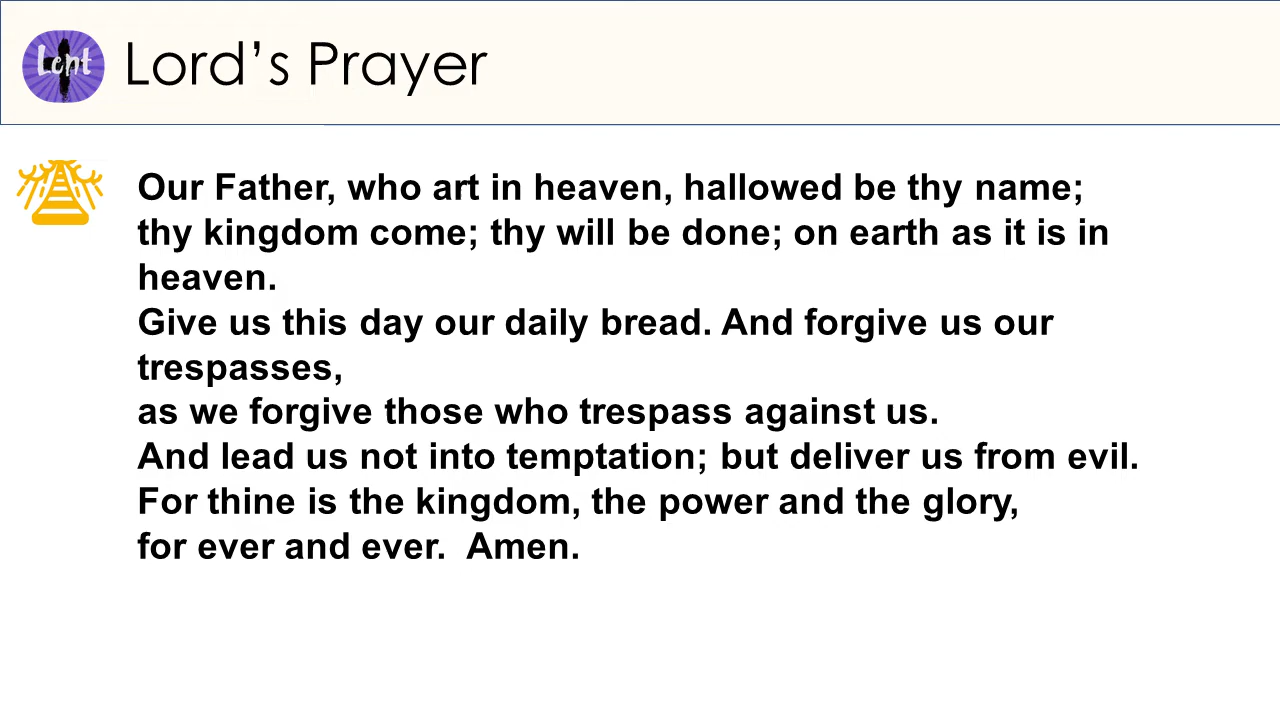 Lent
Lord’s Prayer
Our Father, who art in heaven, hallowed be thy name;
thy kingdom come; thy will be done; on earth as it is in
heaven.
Give us this day our daily bread. And forgive us our
trespasses,
as we forgive those who trespass against us.
And lead us not into temptation; but deliver us from evil.
For thine is the kingdom, the power and the glory,
for ever and ever.  Amen.